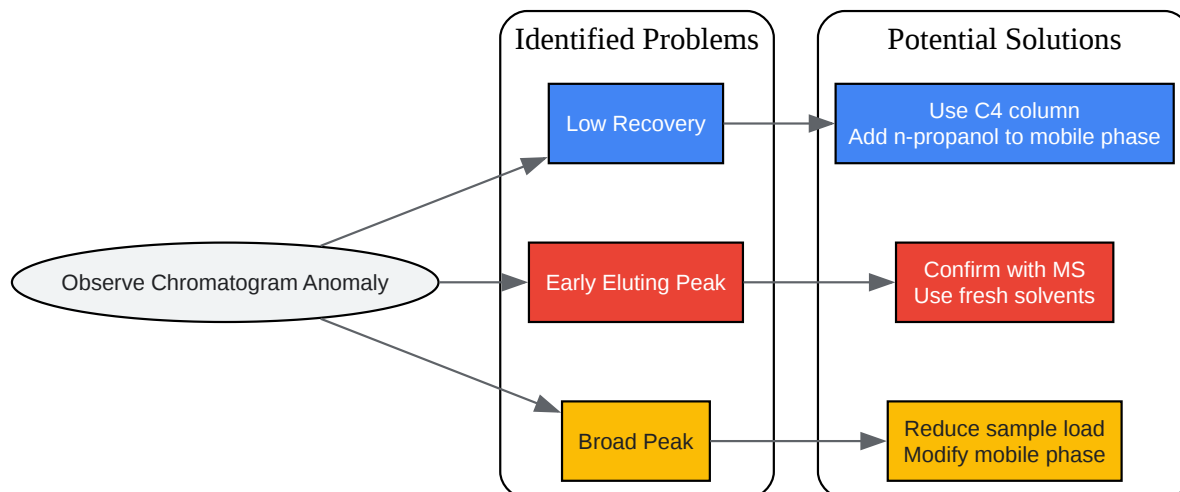 Identified Problems
Potential Solutions
Low Recovery
Use C4 column
Add n-propanol to mobile phase
Observe Chromatogram Anomaly
Early Eluting Peak
Confirm with MS
Use fresh solvents
Broad Peak
Reduce sample load
Modify mobile phase